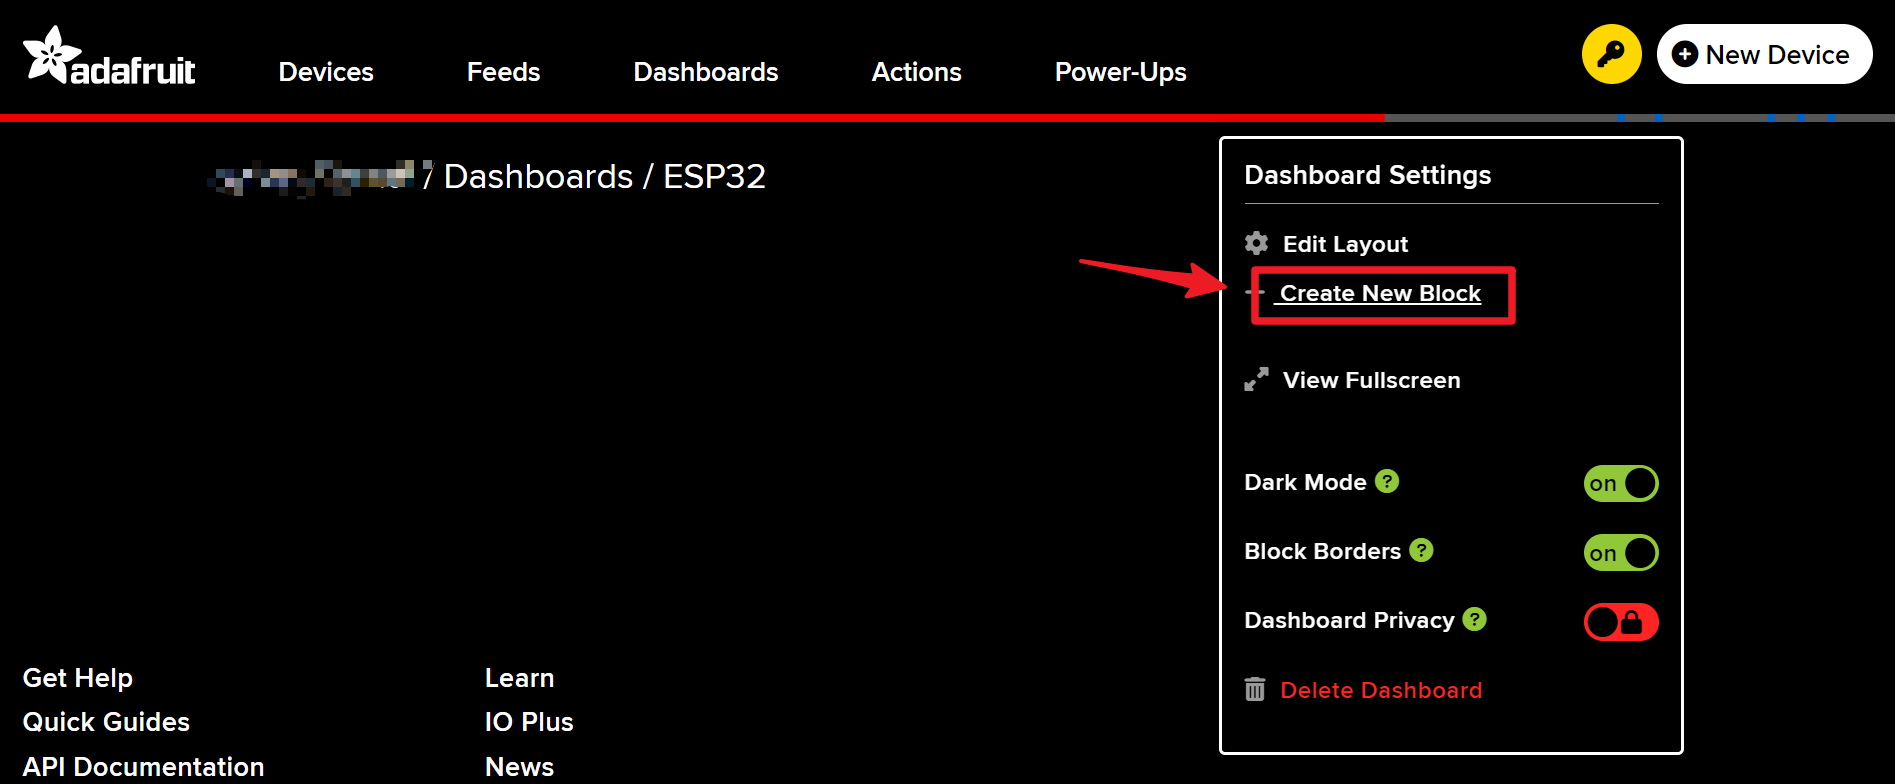 adafruit
Devices
Feeds
Dashboards
Actions
Power-Ups
New Device
/ Dashboards / ESP32
Dashboard Settings
Edit Layout
Create New Block
View Fullscreen
Dark Mode ?
on
Block Borders ?
on
Dashboard Privacy ?
Delete Dashboard
Get Help
Quick Guides
API Documentation
Learn
IO Plus
News